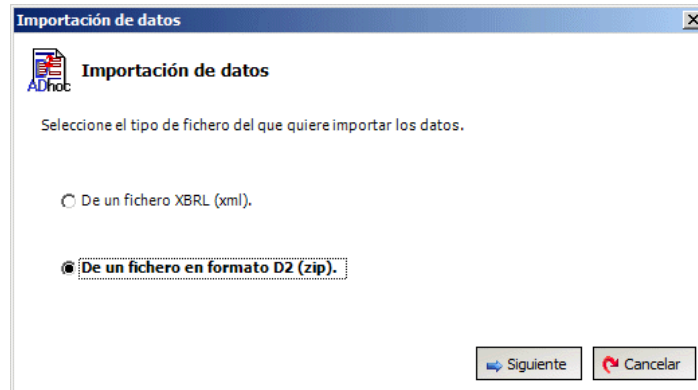 Importación de datos
ADhoc
Importación de datos
Seleccione el tipo de fichero del que quiere importar los datos.
De un fichero XBRL (xml).
De un fichero en formato D2 (zip).
Siguiente
Cancelar